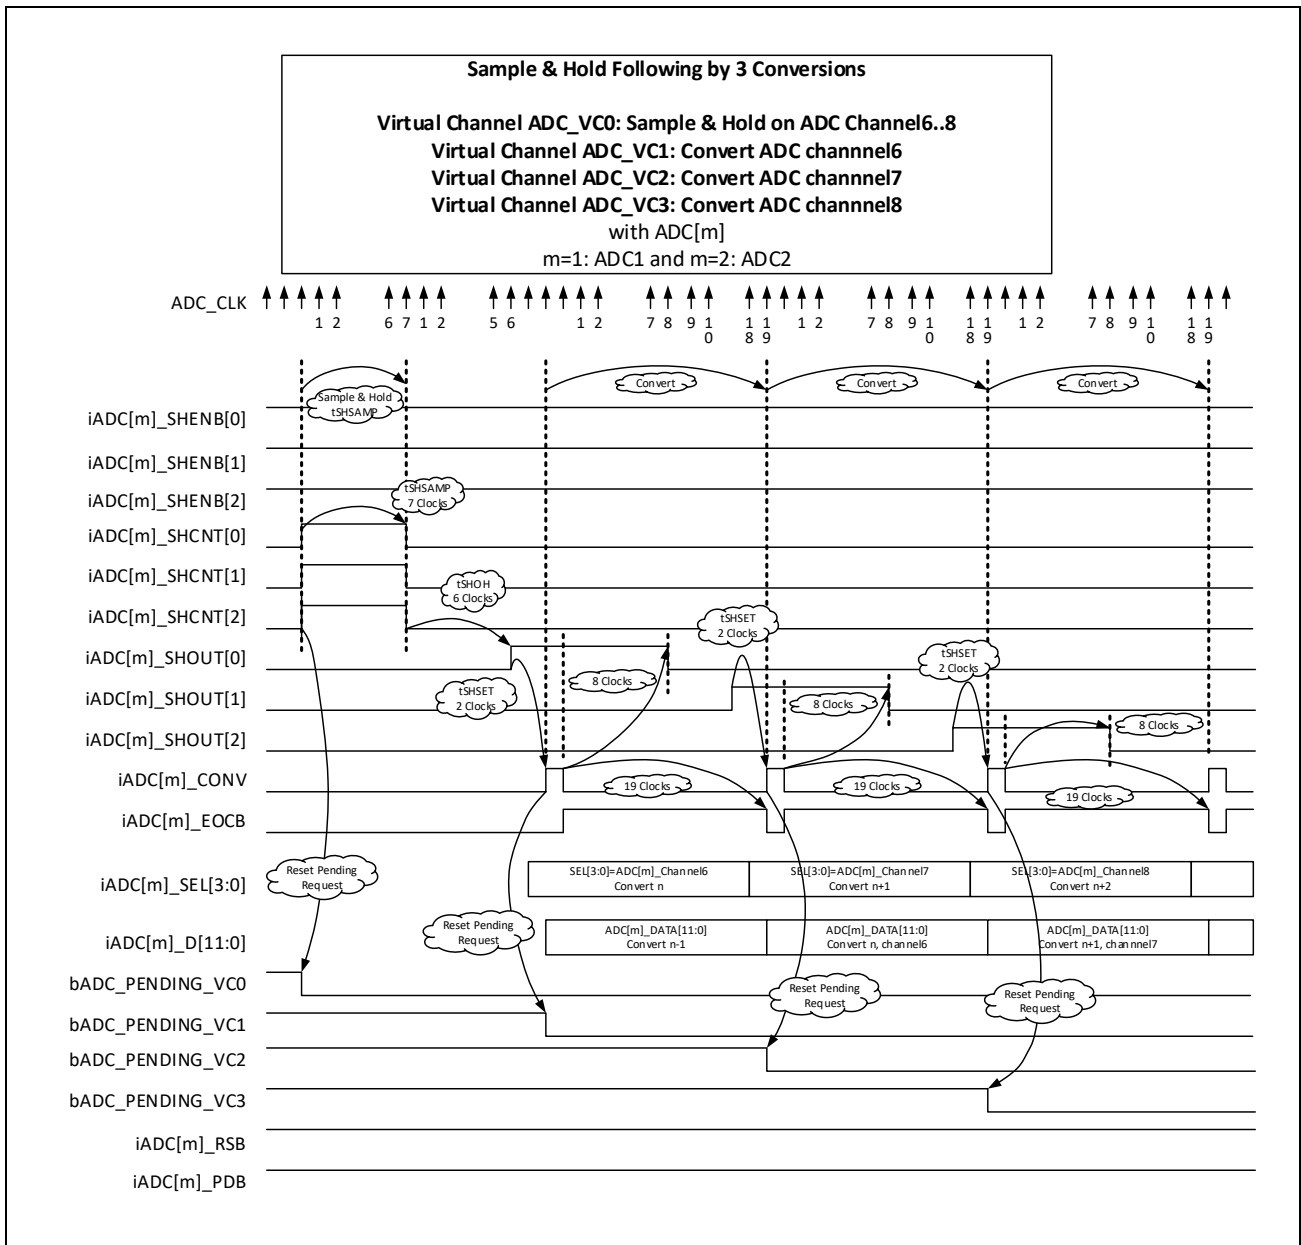 Sample & Hold Following by 3 Conversions
Virtual Channel ADC_VC0: Sample & Hold on ADC Channel6..8
Virtual Channel ADC_VC1: Convert ADC channnel6
Virtual Channel ADC_VC2: Convert ADC channnel7
Virtual Channel ADC_VC3: Convert ADC channnel8
with ADC[m]
m=1: ADC1 and m=2: ADC2
ADC_CLK
1 2 6 7 1 2 5 6 1 2 7 8 9 10 18 19 1 2 7 8 9 10 18 19 1 2 7 8 9 10 18 19
Convert
Convert
Convert
Sample & Hold
tSHSAMP
iADC[m]_SHENB[0]
iADC[m]_SHENB[1]
iADC[m]_SHENB[2]
tSHSAMP
7 Clocks
iADC[m]_SHCNT[0]
iADC[m]_SHCNT[1]
tSHOH
6 Clocks
iADC[m]_SHCNT[2]
tSHSET
2 Clocks
iADC[m]_SHOUT[0]
tSHSET
2 Clocks
8 Clocks
iADC[m]_SHOUT[1]
tSHSET
2 Clocks
8 Clocks
iADC[m]_SHOUT[2]
8 Clocks
iADC[m]_CONV
19 Clocks
19 Clocks
19 Clocks
iADC[m]_EOCB
Reset Pending
Request
iADC[m]_SEL[3:0]
SEL[3:0]=ADC[m]_Channel6
Convert n
SEL[3:0]=ADC[m]_Channel7
Convert n+1
SEL[3:0]=ADC[m]_Channel8
Convert n+2
Reset Pending
Request
iADC[m]_D[11:0]
ADC[m]_DATA[11:0]
Convert n-1
ADC[m]_DATA[11:0]
Convert n, channel6
ADC[m]_DATA[11:0]
Convert n+1, channnel7
bADC_PENDING_VC0
Reset Pending
Request
Reset Pending
Request
bADC_PENDING_VC1
bADC_PENDING_VC2
bADC_PENDING_VC3
iADC[m]_RSB
iADC[m]_PDB